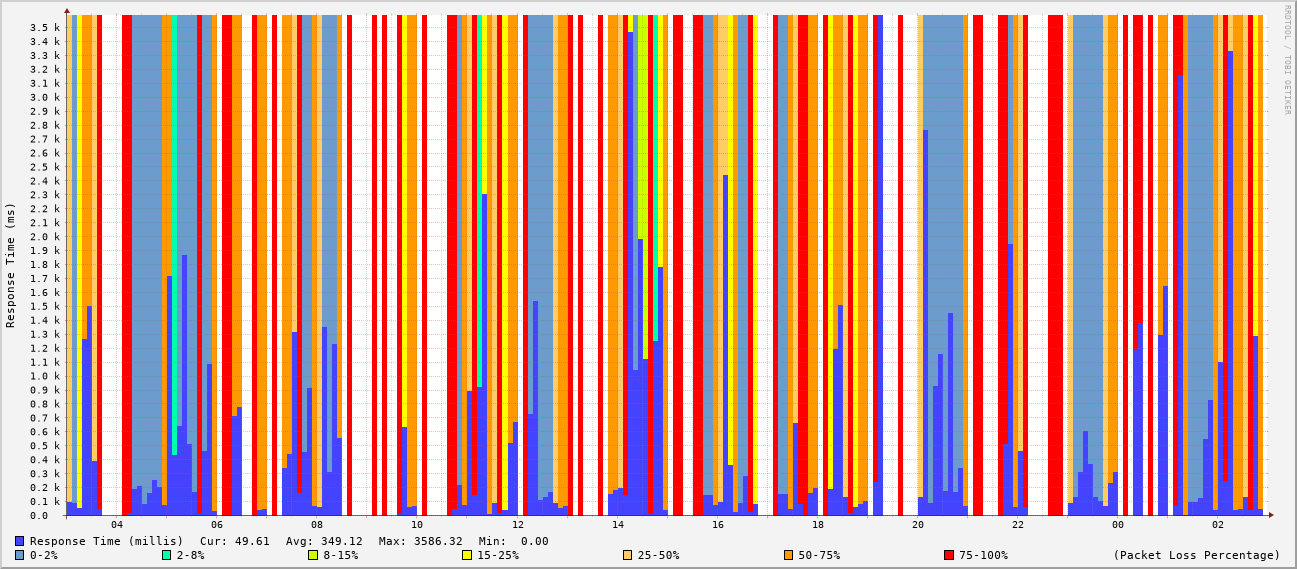 RRDTOOL / TOBI OETIKER
Response Time (ms)
3.5 k
3.4 k
3.3 k
3.2 k
3.1 k
3.0 k
2.9 k
2.8 k
2.7 k
2.6 k
2.5 k
2.4 k
2.3 k
2.2 k
2.1 k
2.0 k
1.9 k
1.8 k
1.7 k
1.6 k
1.5 k
1.4 k
1.3 k
1.2 k
1.1 k
1.0 k
0.9 k
0.8 k
0.7 k
0.6 k
0.5 k
0.4 k
0.3 k
0.2 k
0.1 k
0.0
04 06 08 10 12 14 16 18 20 22 00 02
Response Time (millis) Cur: 49.61 Avg: 349.12 Max: 3586.32 Min: 0.00
0-2% 2-8% 8-15% 15-25% 25-50% 50-75% 75-100% (Packet Loss Percentage)